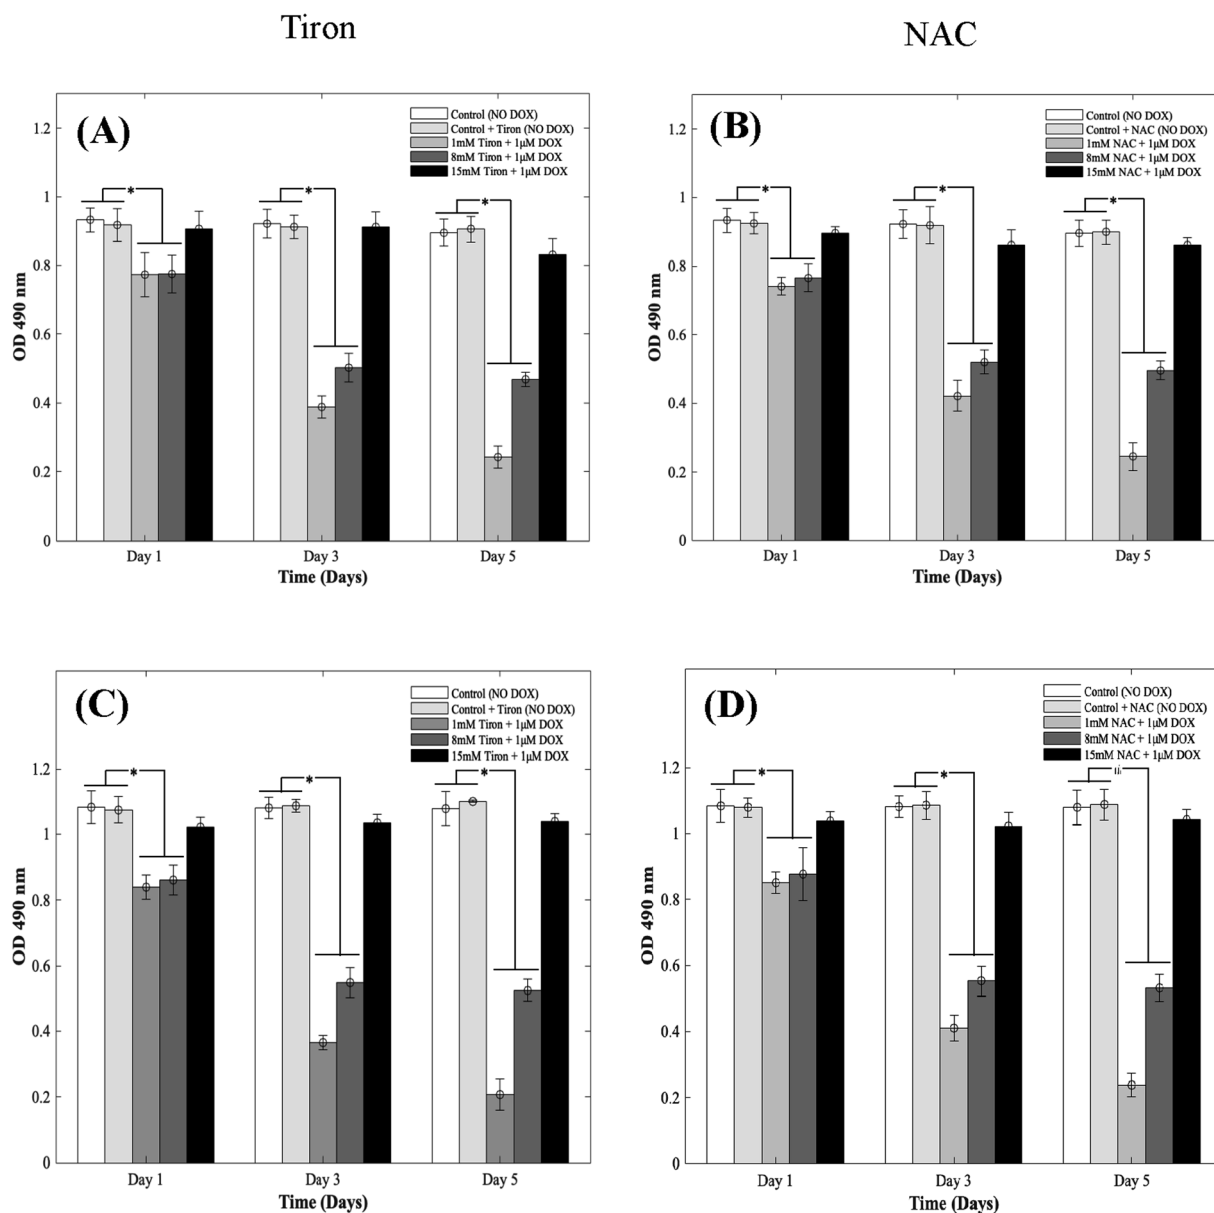 Tiron
NAC
(A)
Control (NO DOX)
Control + Tiron (NO DOX)
1mM Tiron + 1μM DOX
8mM Tiron + 1μM DOX
15mM Tiron + 1μM DOX
1.2
1
0.8
0.6
0.4
0.2
0
OD 490 nm
*
*
*
Day 1
Day 3
Day 5
Time (Days)
(B)
Control (NO DOX)
Control + NAC (NO DOX)
1mM NAC + 1μM DOX
8mM NAC + 1μM DOX
15mM NAC + 1μM DOX
1.2
1
0.8
0.6
0.4
0.2
0
OD 490 nm
*
*
*
Day 1
Day 3
Day 5
Time (Days)
(C)
Control (NO DOX)
Control + Tiron (NO DOX)
1mM Tiron + 1μM DOX
8mM Tiron + 1μM DOX
15mM Tiron + 1μM DOX
1.2
1
0.8
0.6
0.4
0.2
0
OD 490 nm
*
*
*
Day 1
Day 3
Day 5
Time (Days)
(D)
Control (NO DOX)
Control + NAC (NO DOX)
1mM NAC + 1μM DOX
8mM NAC + 1μM DOX
15mM NAC + 1μM DOX
1.2
1
0.8
0.6
0.4
0.2
0
OD 490 nm
*
*
Day 1
Day 3
Day 5
Time (Days)